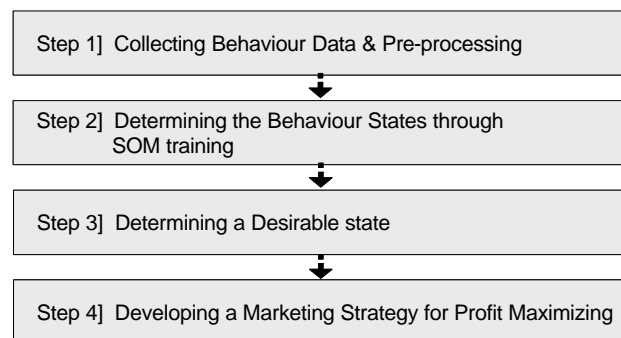 Step 1] Collecting Behaviour Data & Pre-processing
Step 2] Determining the Behaviour States through
SOM training
Step 3] Determining a Desirable state
Step 4] Developing a Marketing Strategy for Profit Maximizing